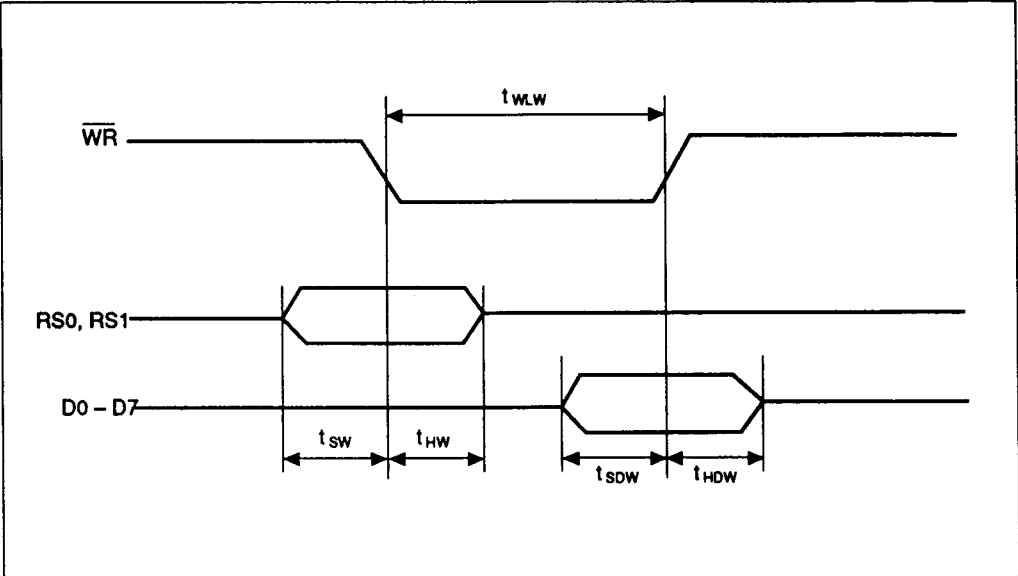 t WLW
WR
RS0, RS1
D0 – D7
t SW
t HW
t SDW
t HDW